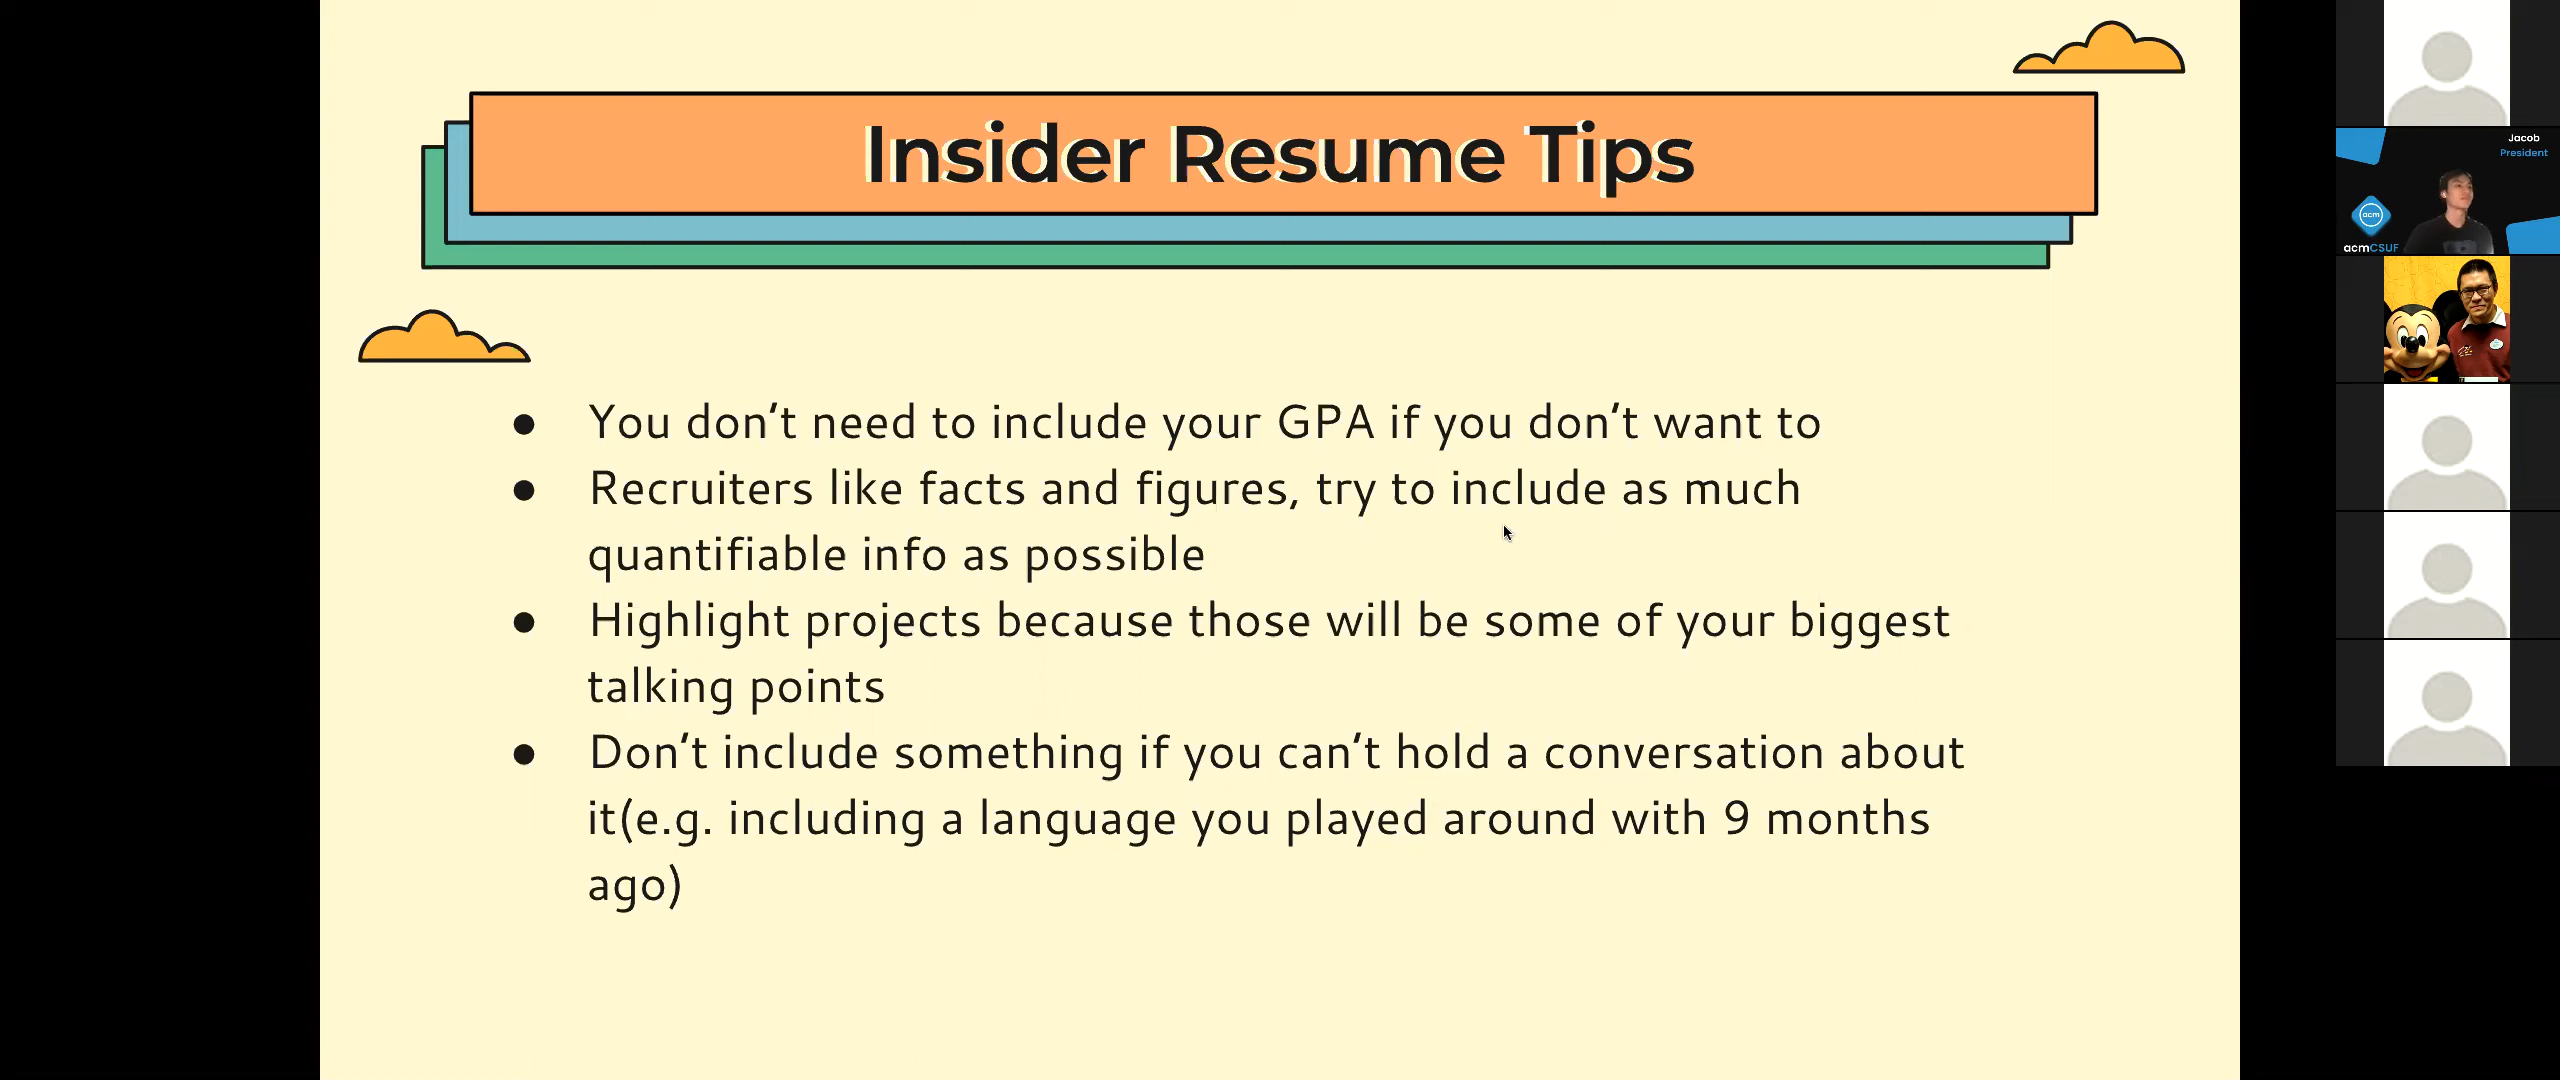 Insider Resume Tips
● You don't need to include your GPA if you don't want to
● Recruiters like facts and figures, try to include as much
quantifiable info as possible
● Highlight projects because those will be some of your biggest
talking points
● Don't include something if you can't hold a conversation about
it(e.g. including a language you played around with 9 months
ago)
Jacob
President
acm
acmCSUF